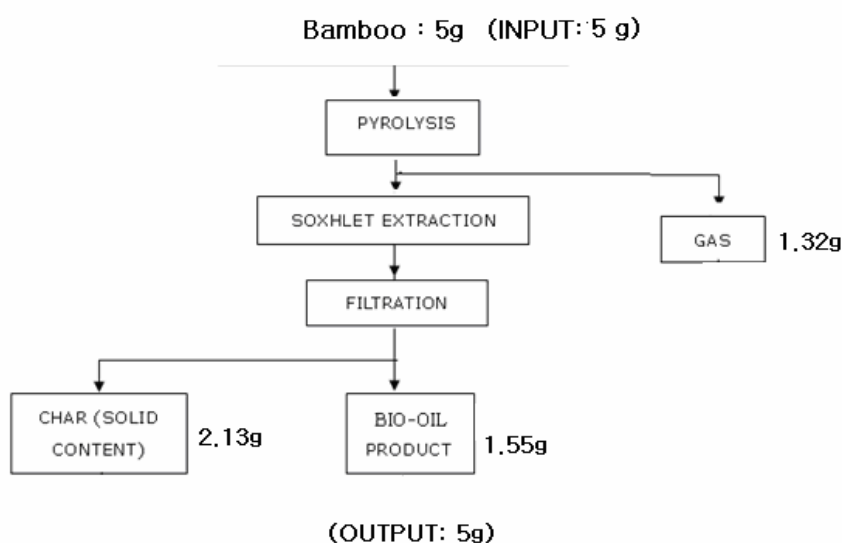 Bamboo : 5g (INPUT: 5 g)
PYROLYSIS
SOXHLET EXTRACTION
GAS
1.32g
FILTRATION
CHAR (SOLID
CONTENT)
2.13g
BIO-OIL
PRODUCT
1.55g
(OUTPUT: 5g)